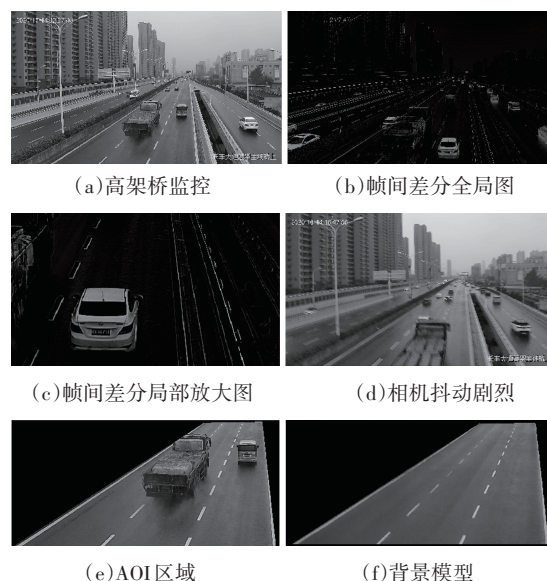 (a)高架桥监控
(b)帧间差分全局图
(c)帧间差分局部放大图
(d)相机抖动剧烈
(e)AOI区域
(f)背景模型